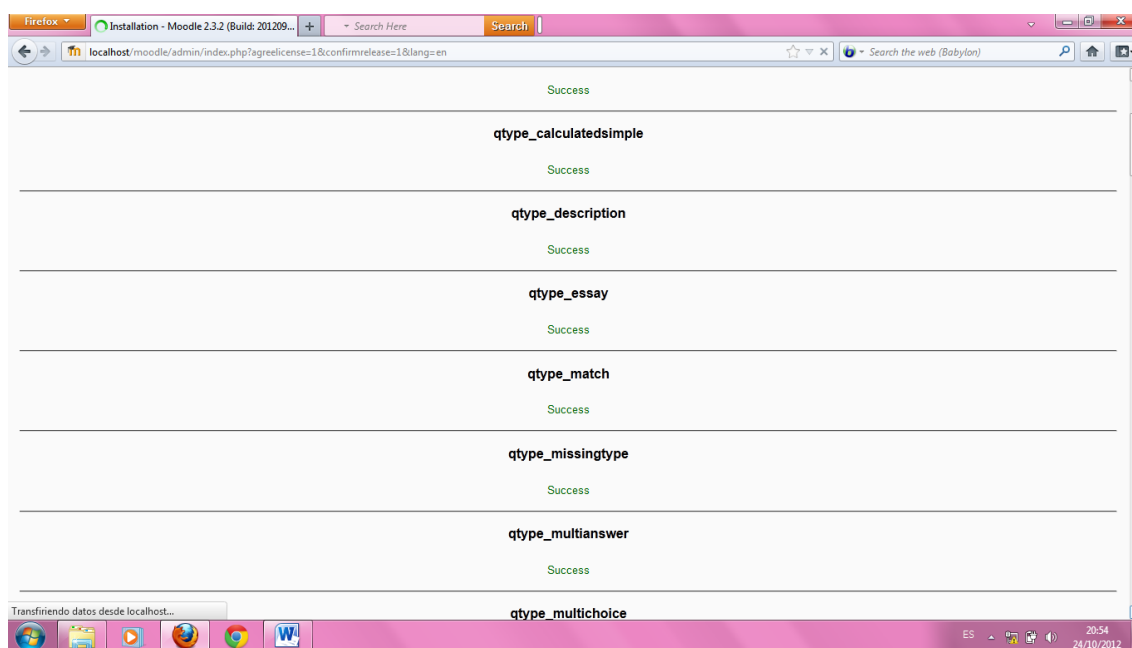 Firefox
Installation - Moodle 2.3.2 (Build: 201209...
Search Here
Search
localhost/moodle/admin/index.php?agreelicense=1&confirmrelease=1&lang=en
Search the web (Babylon)
Success
qtype_calculatedsimple
Success
qtype_description
Success
qtype_essay
Success
qtype_match
Success
qtype_missingtype
Success
qtype_multianswer
Success
qtype_multichoice
Transfiriendo datos desde localhost...
ES
20:54
24/10/2012